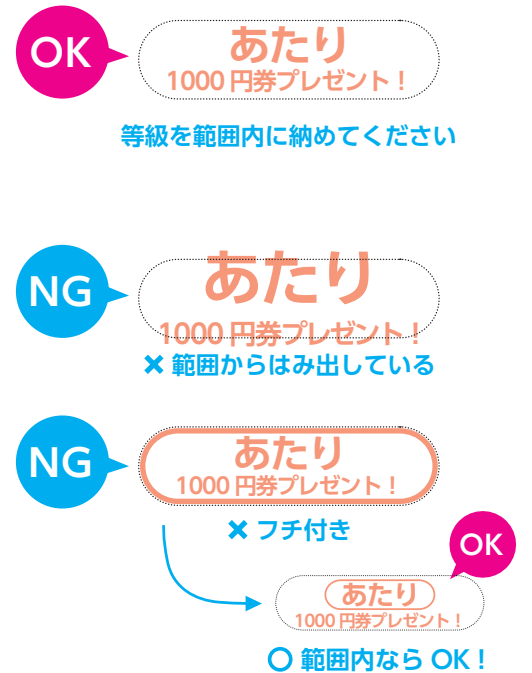 OK
あたり
1000 円券プレゼント！
等級を範囲内に納めてください
NG
あたり
1000 円券プレゼント！
✖ 範囲からはみ出している
NG
あたり
1000 円券プレゼント！
✖ フチ付き
OK
あたり
1000 円券プレゼント！
○ 範囲内なら OK！